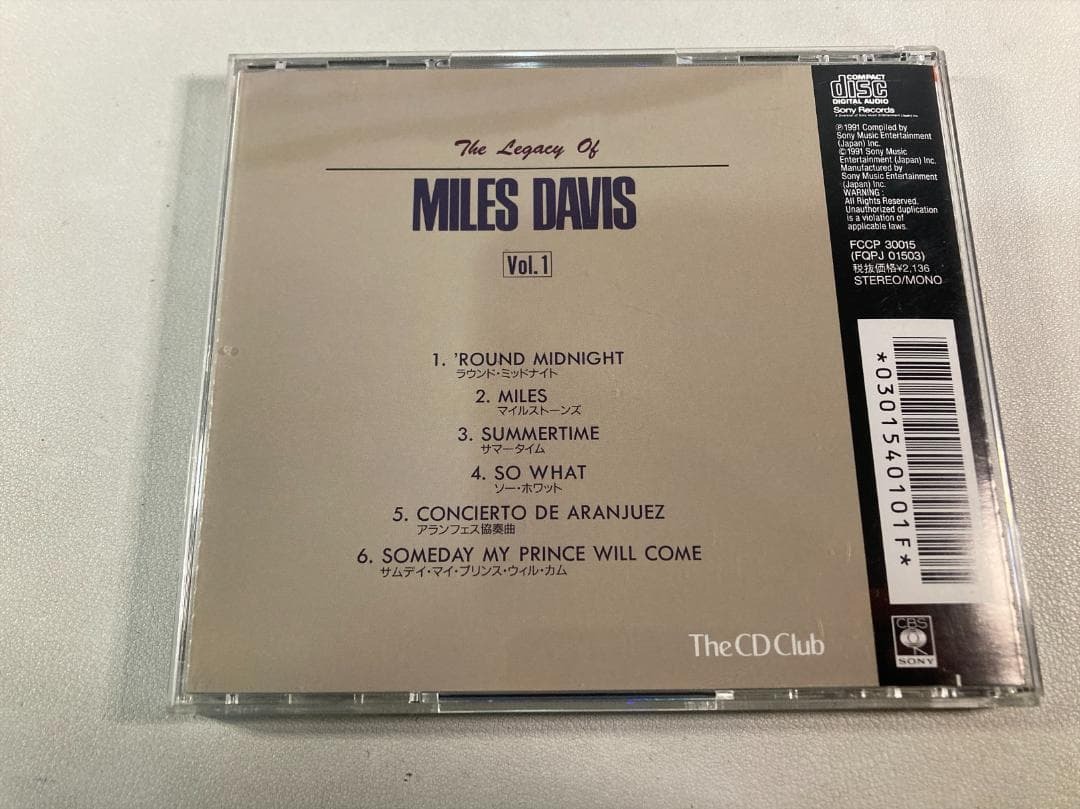 The Legacy Of
MILES DAVIS
Vol.1
1. 'ROUND MIDNIGHT
ラウンド・ミッドナイト
2. MILES
マイルストーンズ
3. SUMMERTIME
サマータイム
4. SO WHAT
ソー・ホワット
5. CONCIERTO DE ARANJUEZ
アランフェス協奏曲
6. SOMEDAY MY PRINCE WILL COME
サムデイ・マイ・プリンス・ウィル・カム
The CD Club
COMPACT
disc
DIGITAL AUDIO
Sony Records
℗1991 Compiled by
Sony Music Entertainment
(Japan) Inc.
©1991 Sony Music
Entertainment (Japan) Inc.
Manufactured by
Sony Music Entertainment
(Japan) Inc.
WARNING:
All Rights Reserved.
Unauthorized duplication
is a violation of
applicable laws.
FCCP 30015
(FQPJ 01503)
税抜価格¥2,136
STEREO/MONO
*0301540101F*
CBS
SONY